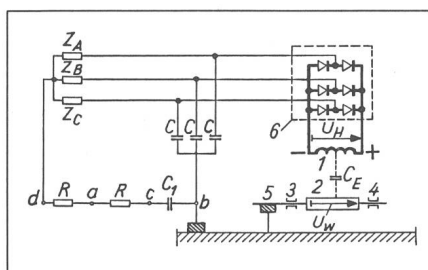 Z_A
Z_B
Z_C
C C C
6
U_H
− 1 +
C_E
d R a R c C_1 b
5 3 2 4
U_W